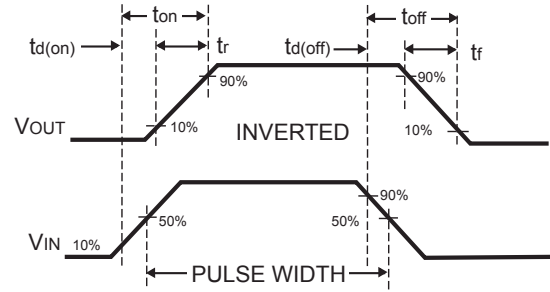 ton toff
td(on) tr td(off) tf
90% 90%
VOUT 10% INVERTED 10%
90%
50% 50%
VIN 10%
PULSE WIDTH